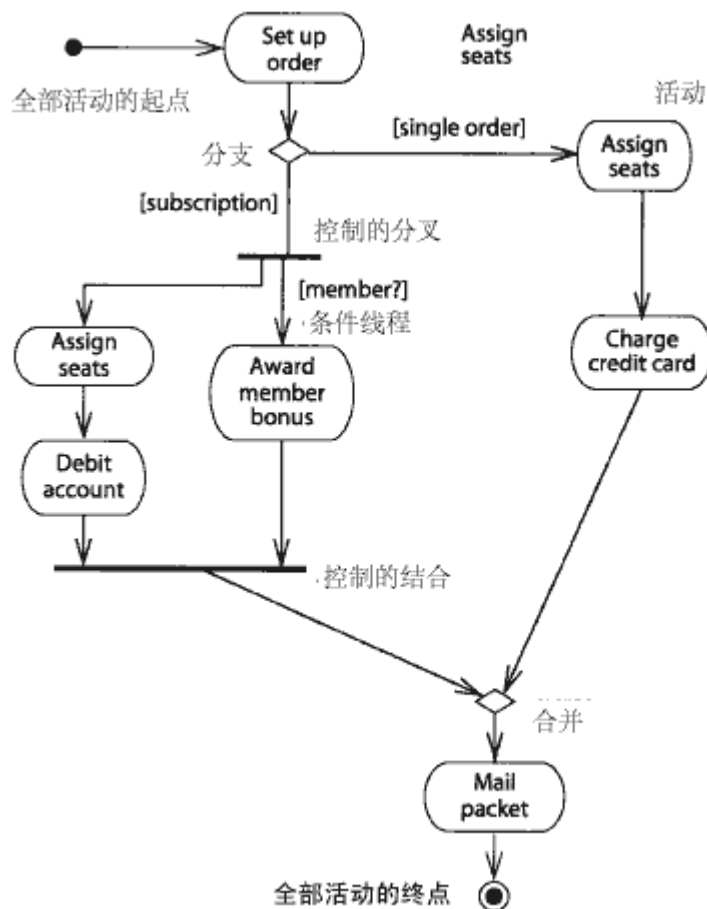 Set up
order
Assign
seats
全部活动的起点
活动
分支
[single order]
Assign
seats
[subscription]
控制的分叉
[member?]
条件线程
Assign
seats
Award
member
bonus
Charge
credit card
Debit
account
控制的结合
合并
Mail
packet
全部活动的终点